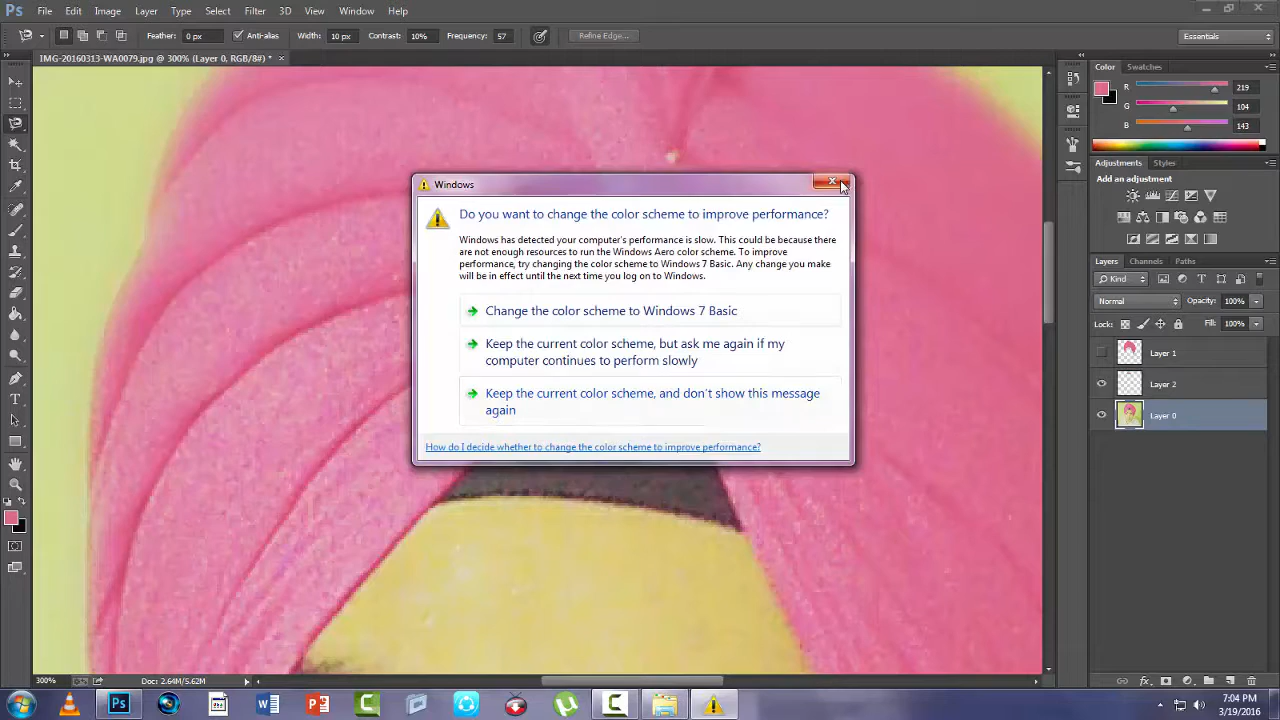 Ps File Edit Image Layer Type Select Filter 3D View Window Help
Feather: 0 px Anti-alias Width: 10 px Contrast: 10% Frequency: 57 Refine Edge... Essentials
IMG-20160313-WA0079.jpg @ 300% (Layer 0, RGB/8#) *
Color Swatches
R 219
G 104
B 143
Adjustments Styles
Add an adjustment
Layers Channels Paths
Kind
Normal Opacity: 100%
Lock: Fill: 100%
Layer 1
Layer 2
Layer 0
Windows
Do you want to change the color scheme to improve performance?
Windows has detected your computer's performance is slow. This could be because there
are not enough resources to run the Windows Aero color scheme. To improve
performance, try changing the color scheme to Windows 7 Basic. Any change you make
will be in effect until the next time you log on to Windows.
Change the color scheme to Windows 7 Basic
Keep the current color scheme, but ask me again if my
computer continues to perform slowly
Keep the current color scheme, and don't show this message
again
How do I decide whether to change the color scheme to improve performance?
300% Doc: 2.64M/5.62M
Ps
7:04 PM
3/19/2016